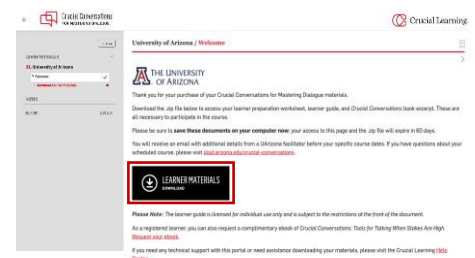 Crucial Conversations
FOR MASTERING DIALOGUE
Crucial Learning
University of Arizona / Welcome
01. University of Arizona
Welcome
THE UNIVERSITY
OF ARIZONA
Thank you for your purchase of your Crucial Conversations for Mastering Dialogue materials.
Download the .zip file below to access your learner preparation worksheet, learner guide, and Crucial Conversations book excerpt. These are
all necessary to participate in the course.
Please be sure to save these documents on your computer now; your access to this page and the .zip file will expire in 60 days.
You will receive an email with additional details from a UArizona facilitator before your specific course dates. If you have questions about your
scheduled course, please visit
LEARNER MATERIALS
DOWNLOAD
Please Note: The learner guide is licensed for individual use only and is subject to the restrictions at the front of the document.
As a registered learner, you can also request a complimentary ebook of Crucial Conversations: Tools for Talking When Stakes Are High.
Request your ebook.
If you need any technical support with this portal or need assistance downloading your materials, please visit the Crucial Learning Help